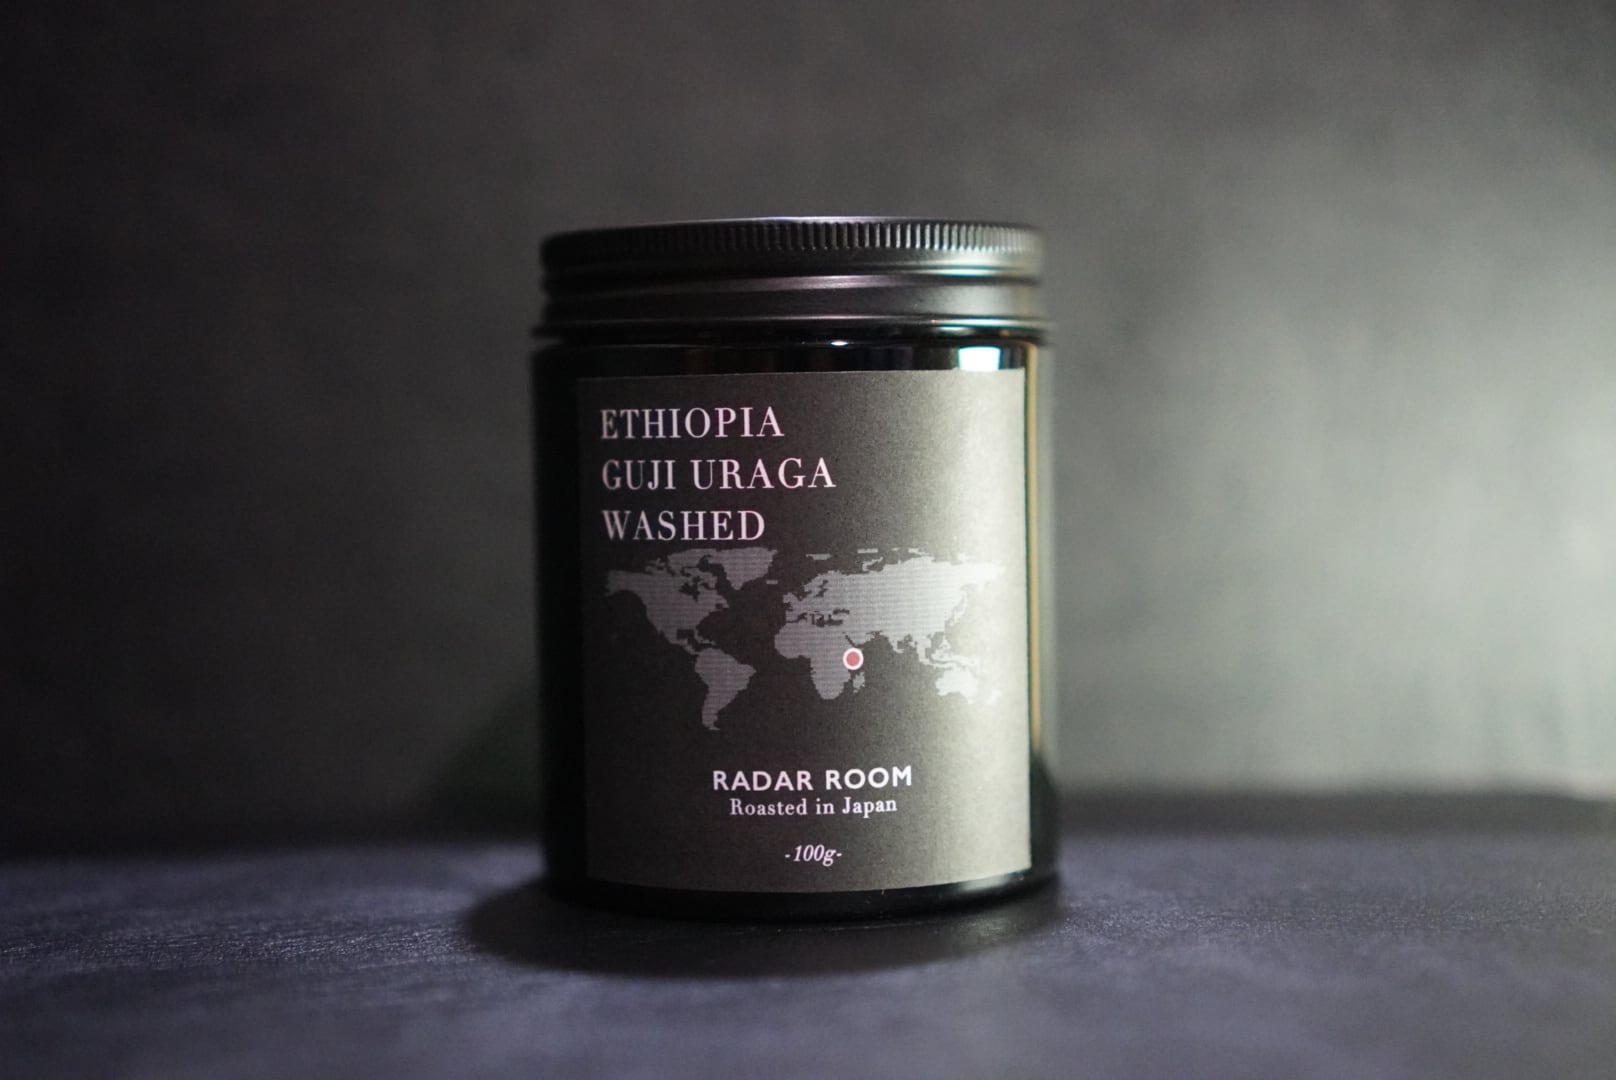 ETHIOPIA
GUJI URAGA
WASHED
RADAR ROOM
Roasted in Japan
-100g-